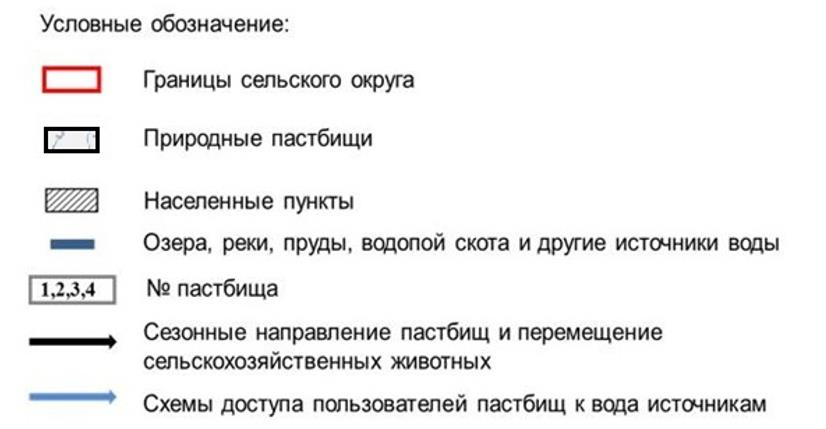 Условные обозначение:
Границы сельского округа
Природные пастбищи
Населенные пункты
Озера, реки, пруды, водопой скота и другие источники воды
1,2,3,4 № пастбища
Сезонные направление пастбищ и перемещение
сельскохозяйственных животных
Схемы доступа пользователей пастбищ к вода источникам